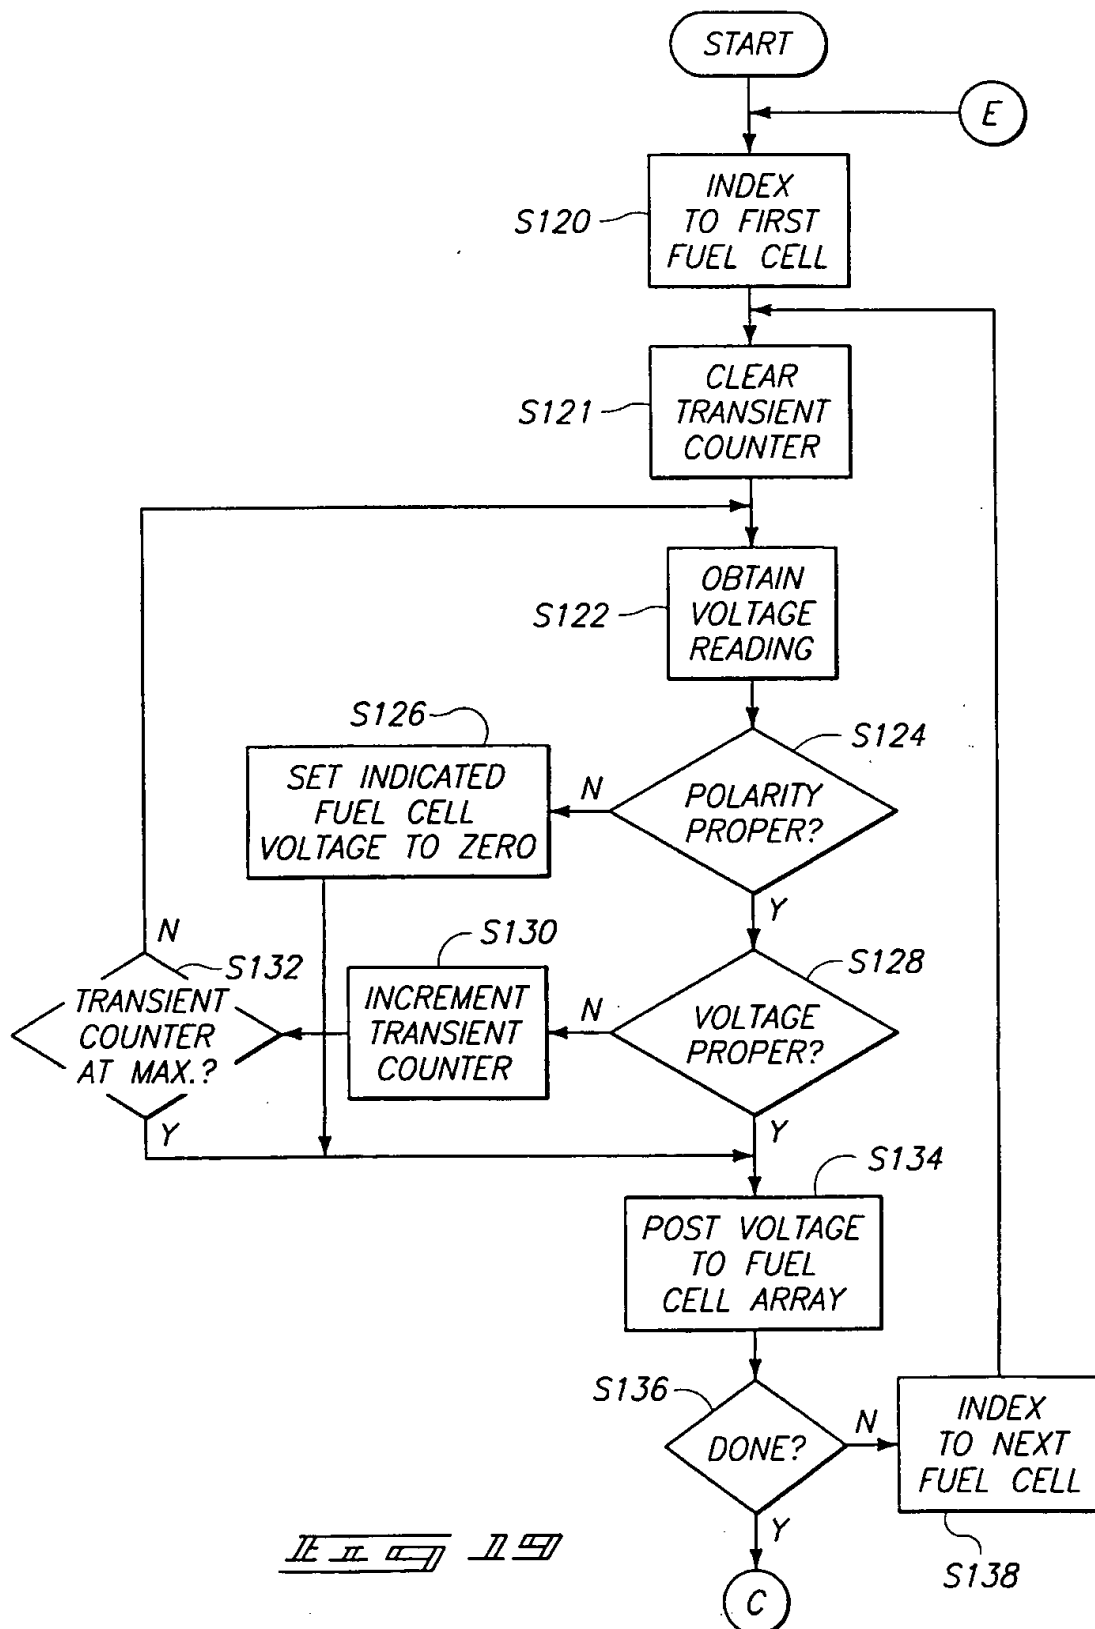 START
E
INDEX
TO FIRST
FUEL CELL
S120
CLEAR
TRANSIENT
COUNTER
S121
OBTAIN
VOLTAGE
READING
S122
S124
POLARITY
PROPER?
N
Y
S126
SET INDICATED
FUEL CELL
VOLTAGE TO ZERO
S128
VOLTAGE
PROPER?
N
Y
S130
INCREMENT
TRANSIENT
COUNTER
S132
TRANSIENT
COUNTER
AT MAX.?
N
Y
S134
POST VOLTAGE
TO FUEL
CELL ARRAY
S136
DONE?
N
Y
INDEX
TO NEXT
FUEL CELL
S138
C
FIG 19